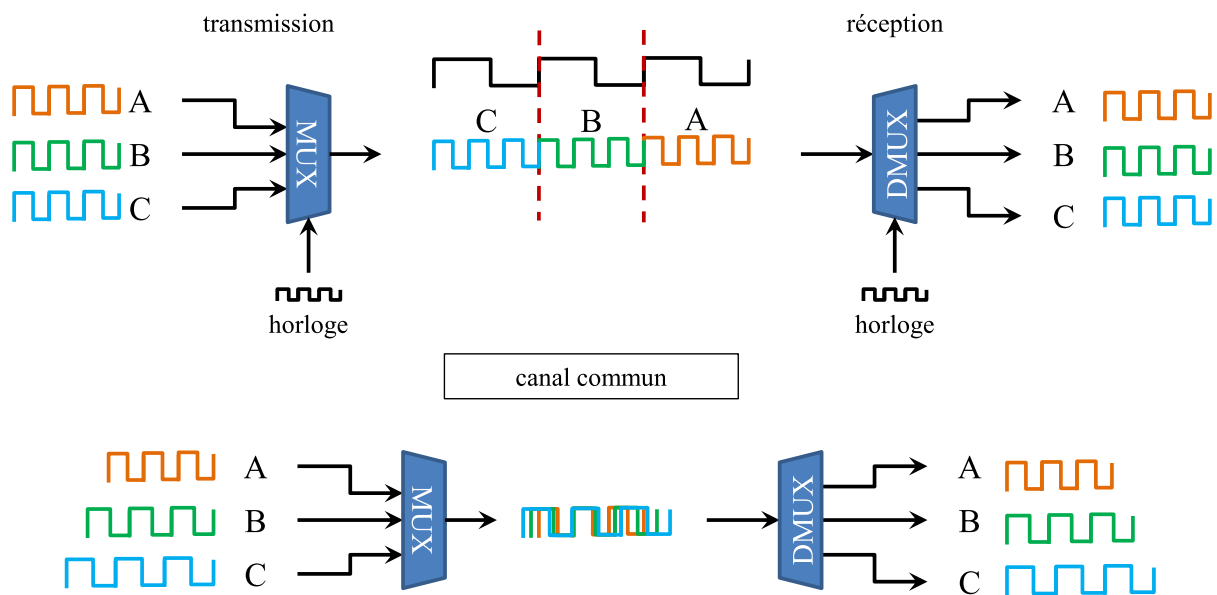 transmission
réception
A
B
C
MUX
C
B
A
DMUX
A
B
C
horloge
horloge
canal commun
A
B
C
MUX
DMUX
A
B
C